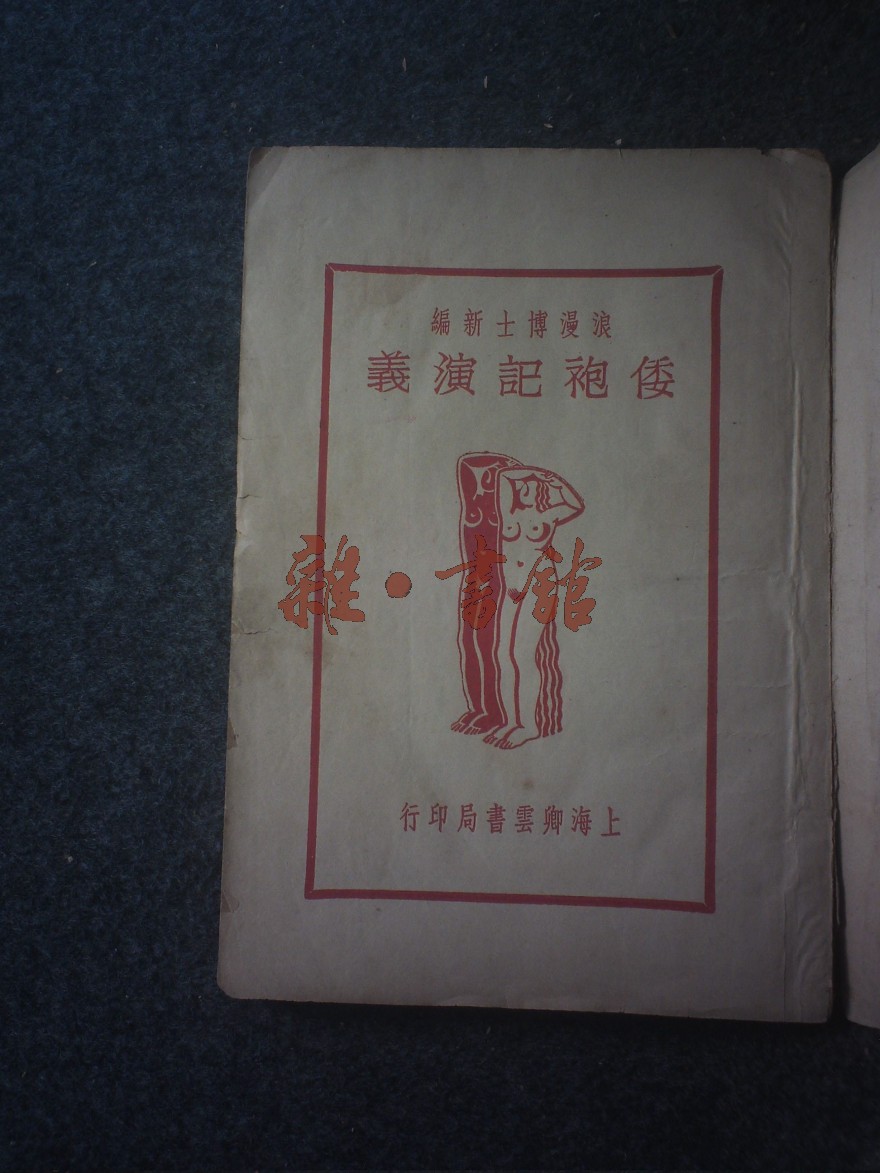 浪漫博士新編
倭袍記演義
雜·書館
上海卿雲書局印行